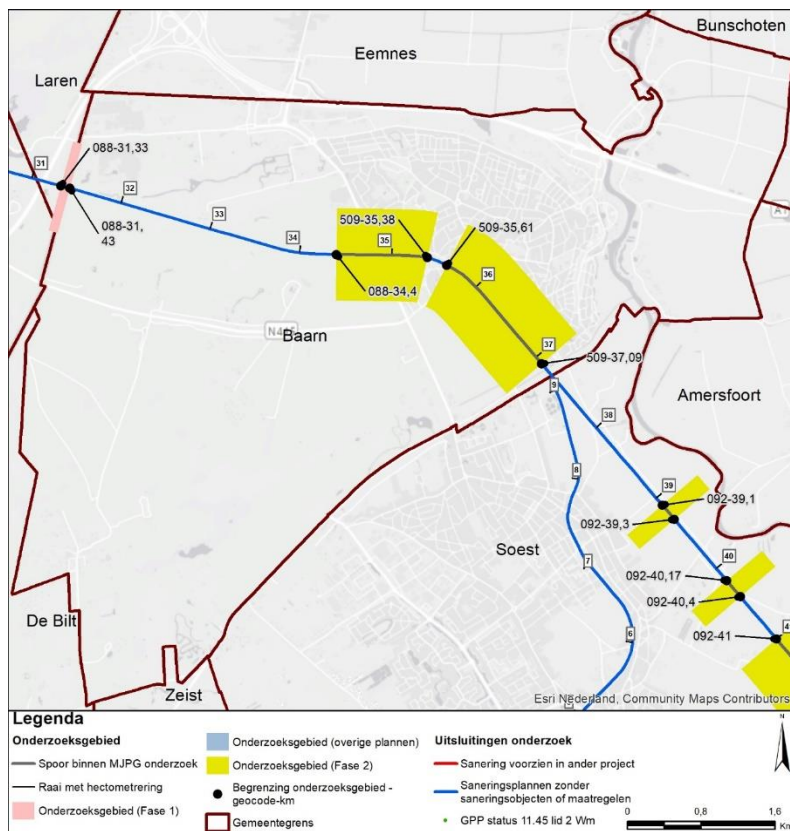 Bunschoten
Eemnes
Laren
088-31,33
31
32
088-31,
43
33
509-35,38
509-35,61
34
35
36
088-34,4
A1
Baarn
37
509-37,09
9
Amersfoort
38
8
39
092-39,1
092-39,3
Soest
7
40
092-40,17
092-40,4
De Bilt
6
092-41
Zeist
Esri Nederland, Community Maps Contributors
Legenda
Onderzoeksgebied
Spoor binnen MJPG onderzoek
Raai met hectometrering
Onderzoeksgebied (Fase 1)
Onderzoeksgebied (overige plannen)
Onderzoeksgebied (Fase 2)
Begrenzing onderzoeksgebied -
geocode-km
Gemeentegrens
Uitsluitingen onderzoek
Sanering voorzien in ander project
Saneringsplannen zonder
saneringsobjecten of maatregelen
GPP status 11.45 lid 2 Wm
N
0 0,8 1,6
Km